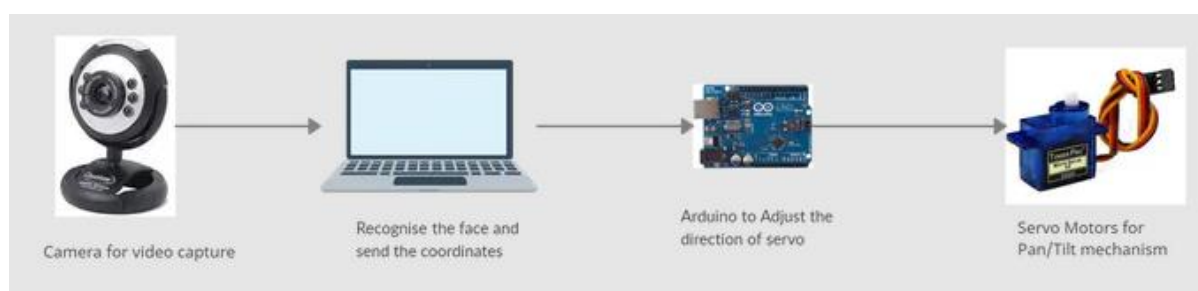 Camera for video capture
Recognise the face and
send the coordinates
Arduino to Adjust the
direction of servo
Servo Motors for
Pan/Tilt mechanism